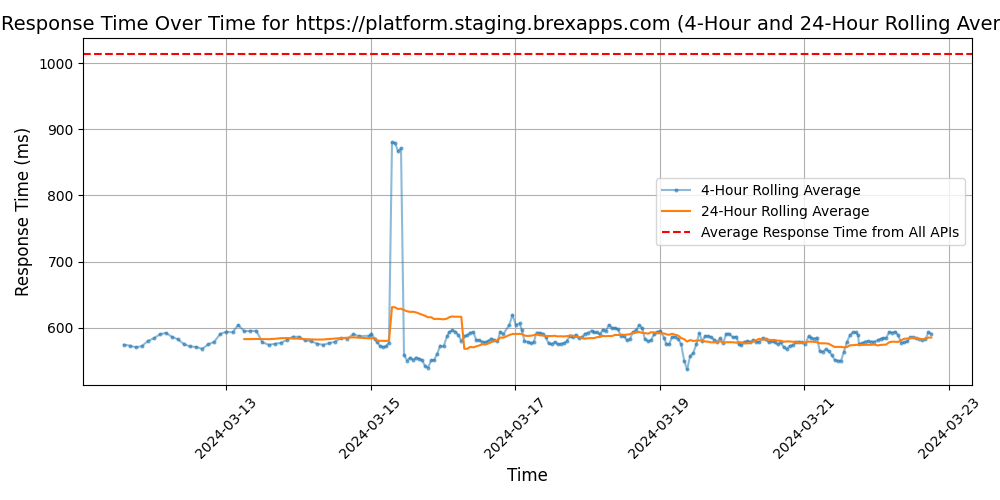 Response Time Over Time for https://platform.staging.brexapps.com (4-Hour and 24-Hour Rolling Aver
1000
900
800
700
600
Response Time (ms)
4-Hour Rolling Average
24-Hour Rolling Average
Average Response Time from All APIs
2024-03-13
2024-03-15
2024-03-17
2024-03-19
2024-03-21
2024-03-23
Time